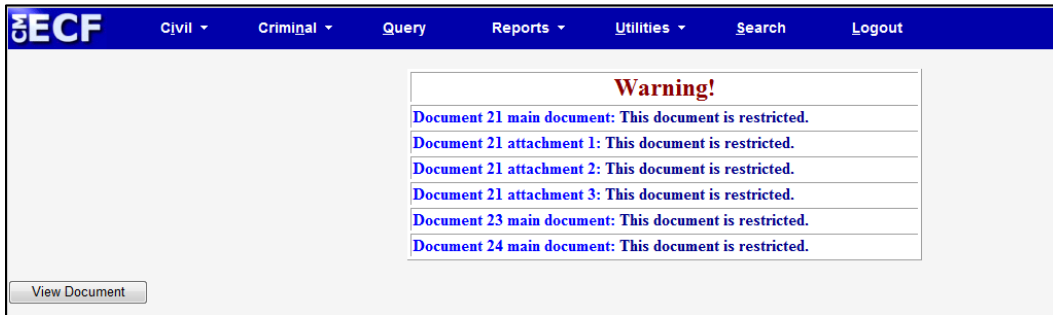 CM ECF Civil Criminal Query Reports Utilities Search Logout
Warning!
Document 21 main document: This document is restricted.
Document 21 attachment 1: This document is restricted.
Document 21 attachment 2: This document is restricted.
Document 21 attachment 3: This document is restricted.
Document 23 main document: This document is restricted.
Document 24 main document: This document is restricted.
View Document